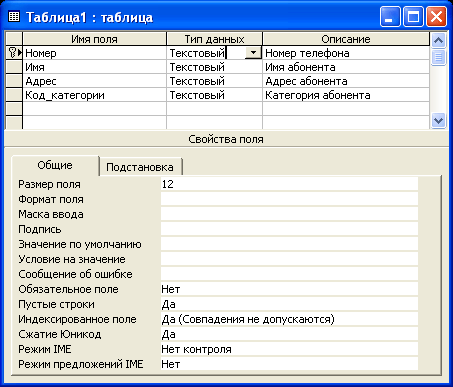 Таблица1 : таблица
Имя поля Тип данных Описание
Номер Текстовый Номер телефона
Имя Текстовый Имя абонента
Адрес Текстовый Адрес абонента
Код_категории Текстовый Категория абонента
Свойства поля
Общие Подстановка
Размер поля 12
Формат поля
Маска ввода
Подпись
Значение по умолчанию
Условие на значение
Сообщение об ошибке
Обязательное поле Нет
Пустые строки Да
Индексированное поле Да (Совпадения не допускаются)
Сжатие Юникод Да
Режим IME Нет контроля
Режим предложений IME Нет